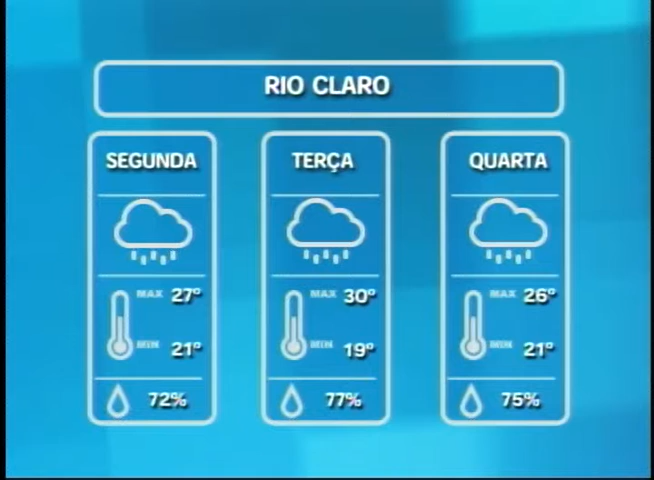 RIO CLARO
SEGUNDA
MAX 27º
MIN 21º
72%
TERÇA
MAX 30º
MIN 19º
77%
QUARTA
MAX 26º
MIN 21º
75%